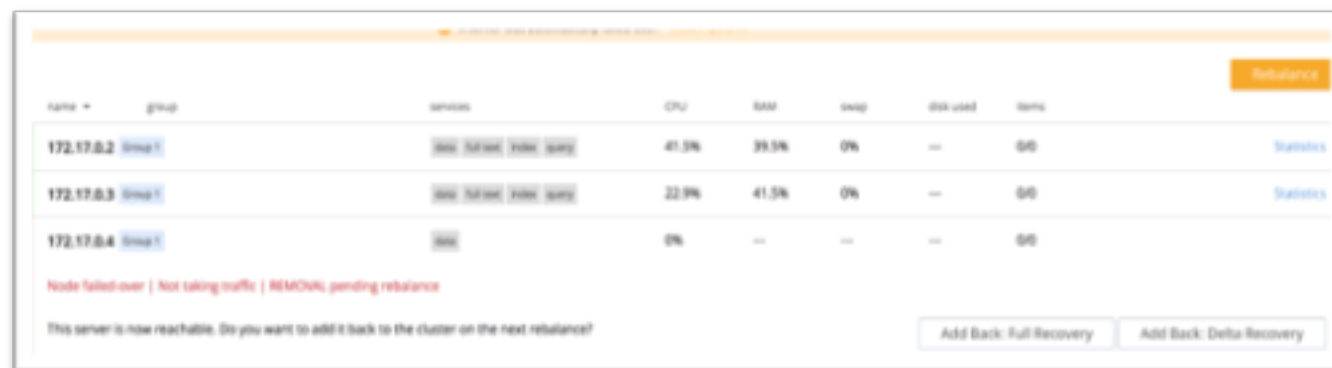 Rebalance
name group services CPU RAM swap disk used items
172.17.0.2 Group 1 data full text index query 41.5% 39.5% 0% — 0/0 Statistics
172.17.0.3 Group 1 data full text index query 22.9% 41.5% 0% — 0/0 Statistics
172.17.0.4 Group 1 data 0% — — — 0/0
Node failed-over | Not taking traffic | REMOVAL pending rebalance
This server is now reachable. Do you want to add it back to the cluster on the next rebalance?
Add Back: Full Recovery Add Back: Delta Recovery